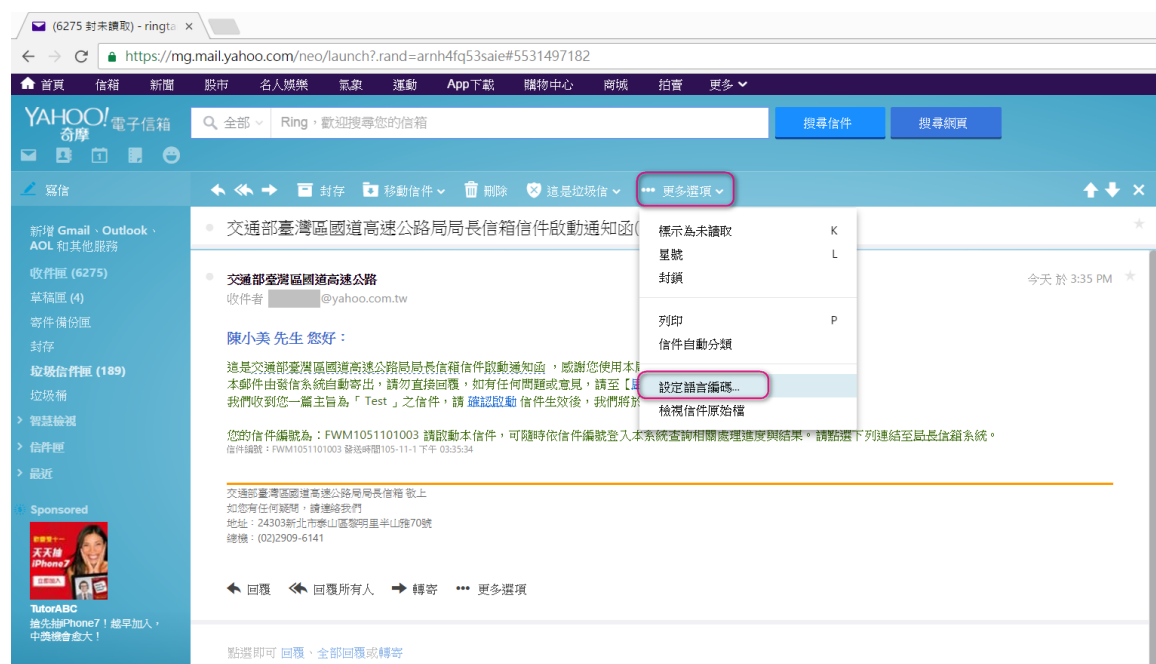 (6275 封未讀取) - ringta
https://mg.mail.yahoo.com/neo/launch?.rand=arnh4fq53saie#5531497182
首頁 信箱 新聞 股市 名人娛樂 氣象 運動 App下載 購物中心 商城 拍賣 更多
YAHOO! 電子信箱
奇摩
全部 Ring,歡迎搜尋您的信箱 搜尋信件 搜尋網頁
寫信 封存 移動信件 刪除 這是垃圾信 更多選項
新增 Gmail、Outlook、
AOL 和其他服務
收件匣 (6275)
草稿匣 (4)
寄件備份匣
封存
垃圾信件匣 (189)
垃圾桶
智慧檢視
信件匣
最近
Sponsored
天天抽
iPhone7
立即加入
TutorABC
搶先抽iPhone7!越早加入,
中獎機會愈大!
交通部臺灣區國道高速公路局局長信箱信件啟動通知函(
標示為未讀取 K
星號 L
封鎖
列印 P
信件自動分類
設定語言編碼...
檢視信件原始檔
交通部臺灣區國道高速公路
今天 於 3:35 PM
收件者 @yahoo.com.tw
陳小美 先生 您好:
這是交通部臺灣區國道高速公路局局長信箱信件啟動通知函,感謝您使用本
本郵件由發信系統自動寄出,請勿直接回覆,如有任何問題或意見,請至【
我們收到您一篇主旨為「 Test 」之信件,請 確認啟動 信件生效後,我們將於
您的信件編號為:FWM1051101003 請啟動本信件,可隨時依信件編號登入本系統查詢相關處理進度與結果。請點選下列連結至局長信箱系統。
信件編號:FWM1051101003 發送時間105-11-1 下午 03:35:34
交通部臺灣區國道高速公路局局長信箱 敬上
如您有任何疑問,請連絡我們
地址:24303新北市泰山區黎明里半山雅70號
總機:(02)2909-6141
回覆 回覆所有人 轉寄 更多選項
點選即可 回覆、全部回覆或轉寄